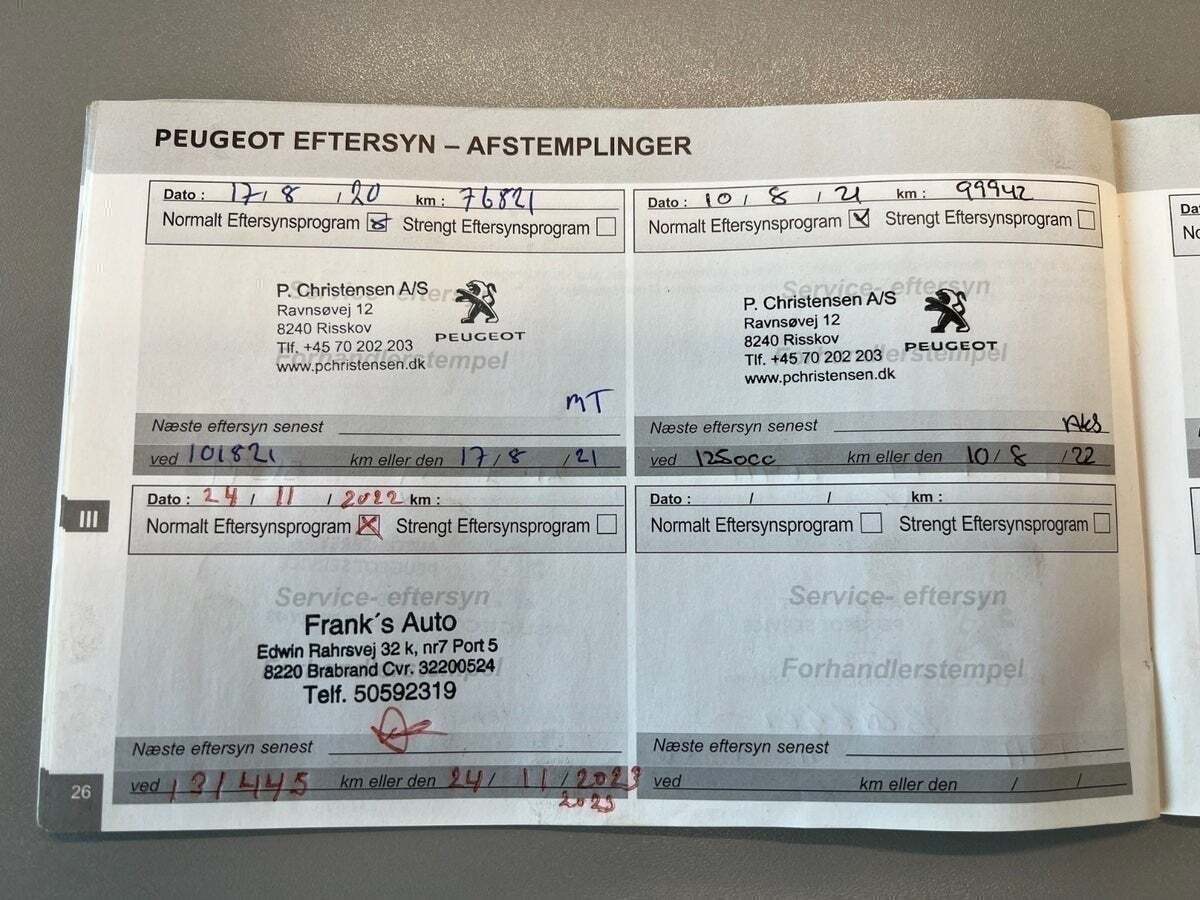 PEUGEOT EFTERSYN – AFSTEMPLINGER
Dato : 17 / 8 / 20 km : 76821
Normalt Eftersynsprogram ☒ Strengt Eftersynsprogram ☐
Service- eftersyn
P. Christensen A/S
Ravnsøvej 12
8240 Risskov
Tlf. +45 70 202 203
www.pchristensen.dk
PEUGEOT
Forhandlerstempel
MT
Næste eftersyn senest
ved 101821 km eller den 17 / 8 / 21
Dato : 10 / 8 / 21 km : 99942
Normalt Eftersynsprogram ☑ Strengt Eftersynsprogram ☐
Service- eftersyn
P. Christensen A/S
Ravnsøvej 12
8240 Risskov
Tlf. +45 70 202 203
www.pchristensen.dk
PEUGEOT
Forhandlerstempel
Næste eftersyn senest
ved 125000 km eller den 10 / 8 / 22
III
Dato : 24 / 11 / 2022 km :
Normalt Eftersynsprogram ☒ Strengt Eftersynsprogram ☐
Service- eftersyn
Frank´s Auto
Edwin Rahrsvej 32 k, nr7 Port 5
8220 Brabrand Cvr. 32200524
Telf. 50592319
Næste eftersyn senest
ved 131445 km eller den 24 / 11 / 2023
2023
Dato : / / km :
Normalt Eftersynsprogram ☐ Strengt Eftersynsprogram ☐
Service- eftersyn
Forhandlerstempel
Næste eftersyn senest
ved km eller den / /
26
Da
No